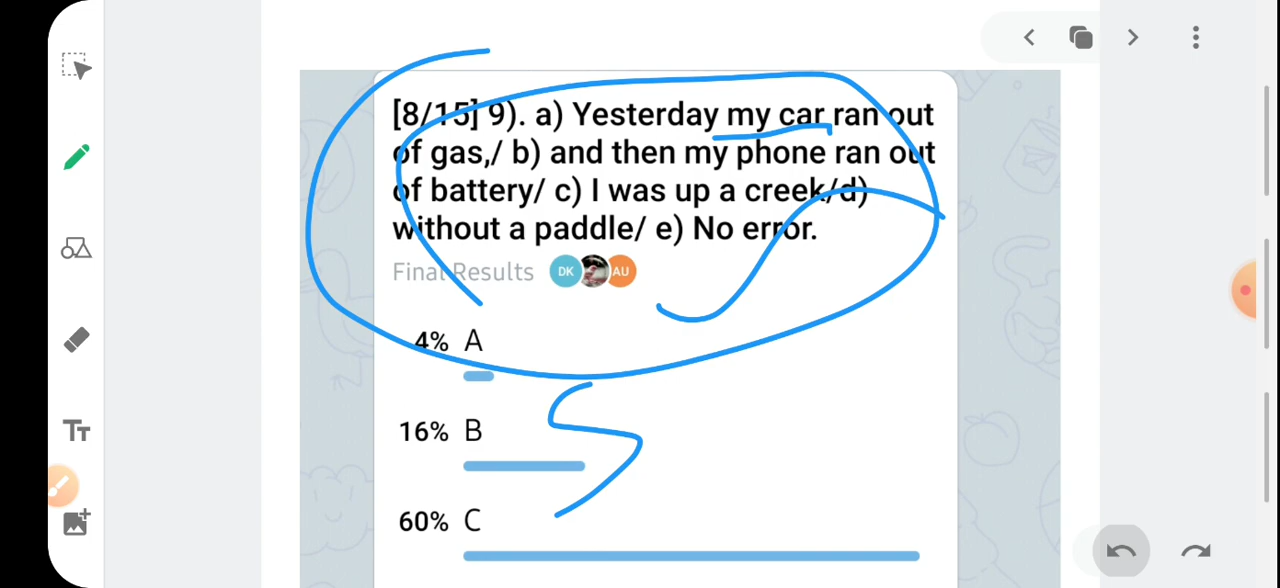 [8/15] 9). a) Yesterday my car ran out
of gas,/ b) and then my phone ran out
of battery/ c) I was up a creek/d)
without a paddle/ e) No error.
Final Results DK AU
4% A
16% B
60% C
TT